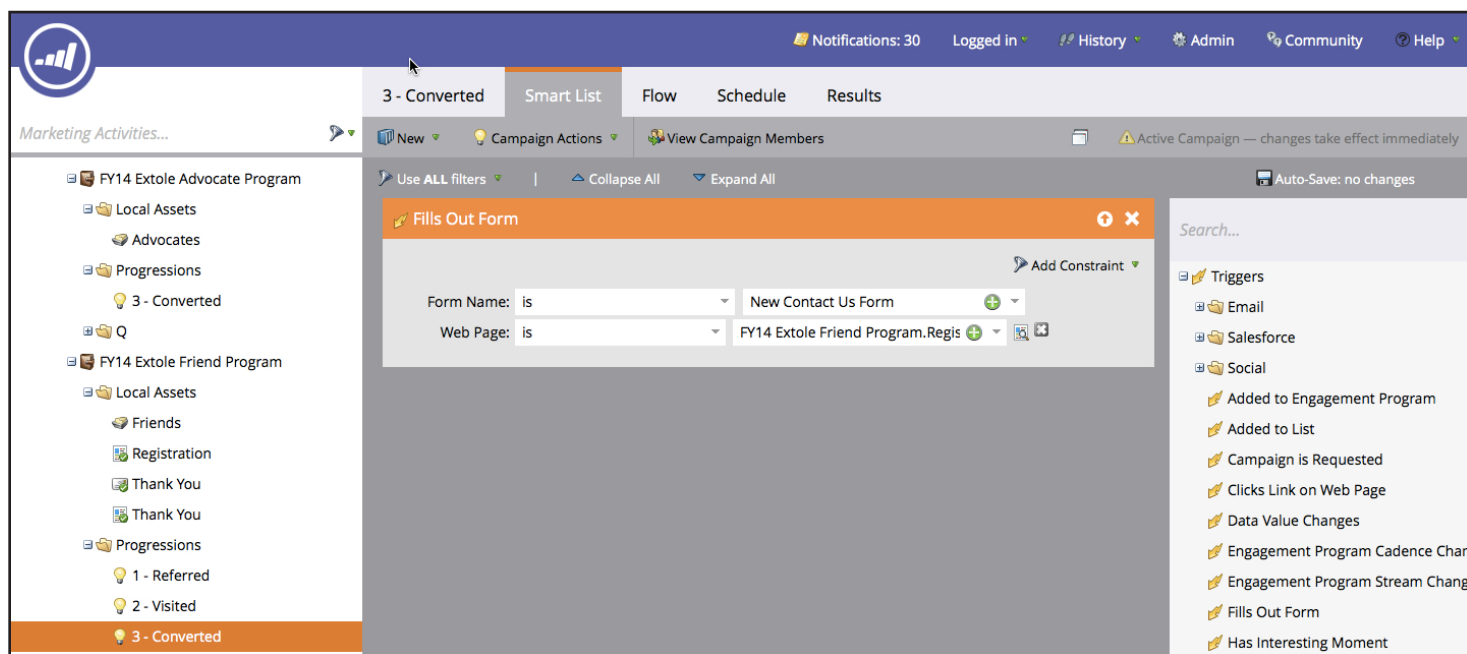 Notifications: 30 Logged in History Admin Community Help
3 - Converted Smart List Flow Schedule Results
Marketing Activities...
New Campaign Actions View Campaign Members Active Campaign — changes take effect immediately
Use ALL filters | Collapse All Expand All Auto-Save: no changes
FY14 Extole Advocate Program
Local Assets
Advocates
Progressions
3 - Converted
Q
FY14 Extole Friend Program
Local Assets
Friends
Registration
Thank You
Thank You
Progressions
1 - Referred
2 - Visited
3 - Converted
Fills Out Form
Add Constraint
Form Name: is New Contact Us Form
Web Page: is FY14 Extole Friend Program.Regis
Search...
Triggers
Email
Salesforce
Social
Added to Engagement Program
Added to List
Campaign is Requested
Clicks Link on Web Page
Data Value Changes
Engagement Program Cadence Char
Engagement Program Stream Chang
Fills Out Form
Has Interesting Moment